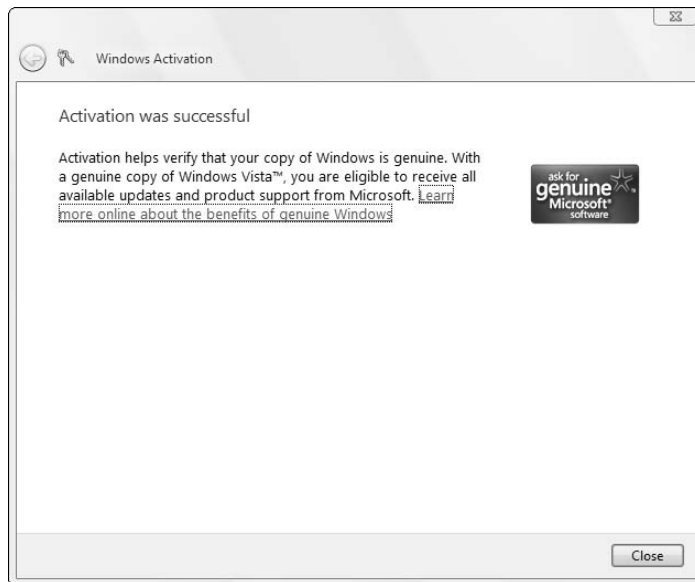 Windows Activation
Activation was successful
Activation helps verify that your copy of Windows is genuine. With
a genuine copy of Windows Vista™, you are eligible to receive all
available updates and product support from Microsoft. Learn
more online about the benefits of genuine Windows
ask for
genuine
Microsoft®
software
Close